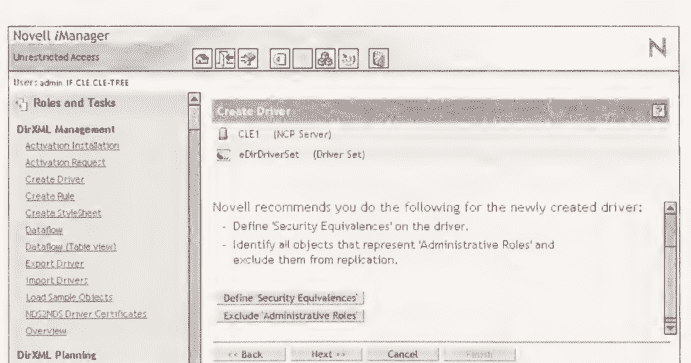 Novell iManager
Unrestricted Access
N
User: admin.IF.CLE.CLE-TREE
Roles and Tasks
DirXML Management
Activation Installation
Activation Request
Create Driver
Create Rule
Create StyleSheet
Dataflow
Dataflow (Table view)
Export Driver
Import Drivers
Load Sample Objects
NDS2NDS Driver Certificates
Overview
DirXML Planning
Create Driver
?
CLE1 (NCP Server)
eDirDriverSet (Driver Set)
Novell recommends you do the following for the newly created driver:
- Define 'Security Equivalences' on the driver.
- Identify all objects that represent 'Administrative Roles' and
exclude them from replication.
Define 'Security Equivalences'
Exclude 'Administrative Roles'
<< Back
Next >>
Cancel
Finish